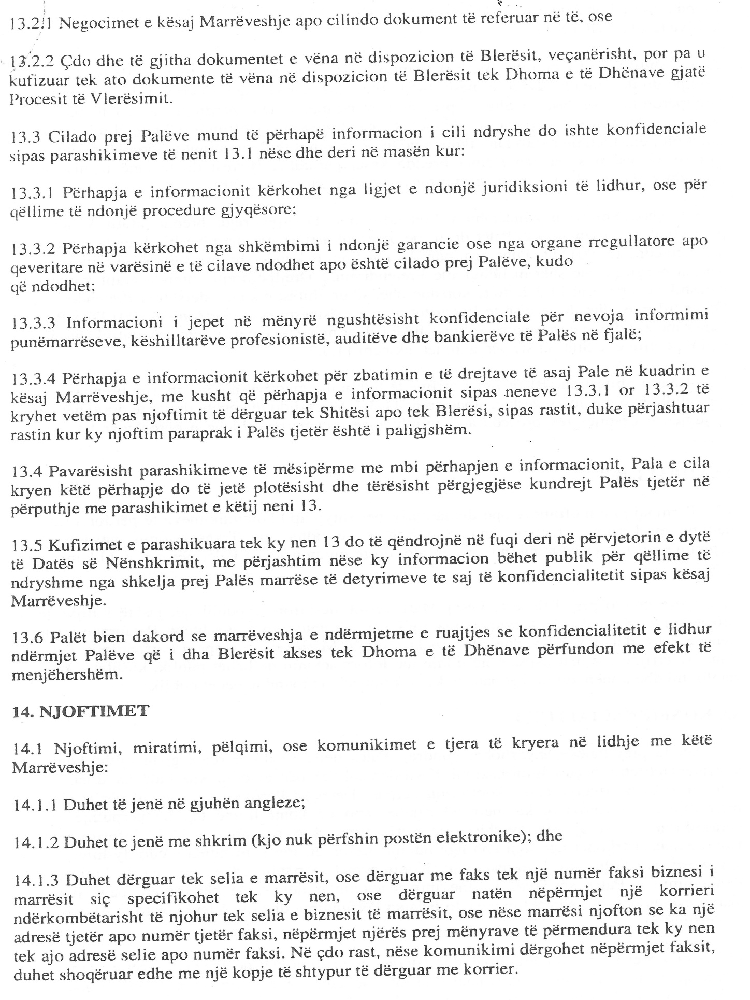 13.2.1 Negocimet e kësaj Marrëveshje apo cilindo dokument të referuar në të, ose
13.2.2 Çdo dhe të gjitha dokumentet e vëna në dispozicion të Blerësit, veçanërisht, por pa u
kufizuar tek ato dokumente të vëna në dispozicion të Blerësit tek Dhoma e të Dhënave gjatë
Procesit të Vlerësimit.
13.3 Cilado prej Palëve mund të përhapë informacion i cili ndryshe do ishte konfidenciale
sipas parashikimeve të nenit 13.1 nëse dhe deri në masën kur:
13.3.1 Përhapja e informacionit kërkohet nga ligjet e ndonjë juridiksioni të lidhur, ose për
qëllime të ndonjë procedure gjyqësore;
13.3.2 Përhapja kërkohet nga shkëmbimi i ndonjë garancie ose nga organe rregullatore apo
qeveritare në varësinë e të cilave ndodhet apo është cilado prej Palëve, kudo
që ndodhet;
13.3.3 Informacioni i jepet në mënyrë ngushtësisht konfidenciale për nevoja informimi
punëmarrëseve, këshilltarëve profesionistë, auditëve dhe bankierëve të Palës në fjalë;
13.3.4 Përhapja e informacionit kërkohet për zbatimin e të drejtave të asaj Pale në kuadrin e
kësaj Marrëveshje, me kusht që përhapja e informacionit sipas neneve 13.3.1 or 13.3.2 të
kryhet vetëm pas njoftimit të dërguar tek Shitësi apo tek Blerësi, sipas rastit, duke përjashtuar
rastin kur ky njoftim paraprak i Palës tjetër është i paligjshëm.
13.4 Pavarësisht parashikimeve të mësipërme me mbi përhapjen e informacionit, Pala e cila
kryen këtë përhapje do të jetë plotësisht dhe tërësisht përgjegjëse kundrejt Palës tjetër në
përputhje me parashikimet e këtij neni 13.
13.5 Kufizimet e parashikuara tek ky nen 13 do të qëndrojnë në fuqi deri në përvjetorin e dytë
të Datës së Nënshkrimit, me përjashtim nëse ky informacion bëhet publik për qëllime të
ndryshme nga shkelja prej Palës marrëse të detyrimeve te saj të konfidencialitetit sipas kësaj
Marrëveshje.
13.6 Palët bien dakord se marrëveshja e ndërmjetme e ruajtjes se konfidencialitetit e lidhur
ndërmjet Palëve që i dha Blerësit akses tek Dhoma e të Dhënave përfundon me efekt të
menjëhershëm.
14. NJOFTIMET
14.1 Njoftimi, miratimi, pëlqimi, ose komunikimet e tjera të kryera në lidhje me këtë
Marrëveshje:
14.1.1 Duhet të jenë në gjuhën angleze;
14.1.2 Duhet te jenë me shkrim (kjo nuk përfshin postën elektronike); dhe
14.1.3 Duhet dërguar tek selia e marrësit, ose dërguar me faks tek një numër faksi biznesi i
marrësit siç specifikohet tek ky nen, ose dërguar natën nëpërmjet një korrieri
ndërkombëtarisht të njohur tek selia e biznesit të marrësit, ose nëse marrësi njofton se ka një
adresë tjetër apo numër tjetër faksi, nëpërmjet njërës prej mënyrave të përmendura tek ky nen
tek ajo adresë selie apo numër faksi. Në çdo rast, nëse komunikimi dërgohet nëpërmjet faksit,
duhet shoqëruar edhe me një kopje të shtypur të dërguar me korrier.